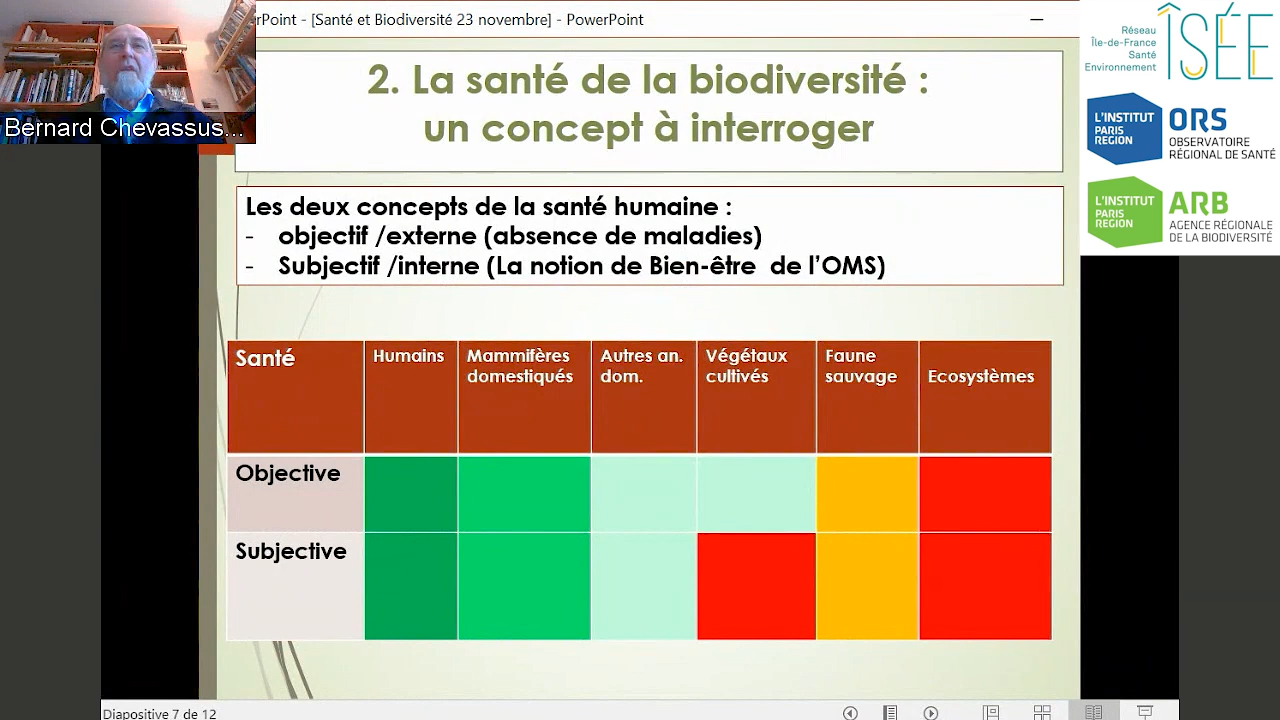 rPoint - [Santé et Biodiversité 23 novembre] - PowerPoint
Bernard Chevassus...
2. La santé de la biodiversité :
un concept à interroger
Les deux concepts de la santé humaine :
- objectif /externe (absence de maladies)
- Subjectif /interne (La notion de Bien-être de l’OMS)
Santé
Humains
Mammifères
domestiqués
Autres an.
dom.
Végétaux
cultivés
Faune
sauvage
Ecosystèmes
Objective
Subjective
Réseau
Île-de-France
Santé
Environnement
ÎSÉE
L'INSTITUT
PARIS
REGION
ORS
OBSERVATOIRE
RÉGIONAL DE SANTÉ
L'INSTITUT
PARIS
REGION
ARB
AGENCE RÉGIONALE
DE LA BIODIVERSITÉ
Diapositive 7 de 12